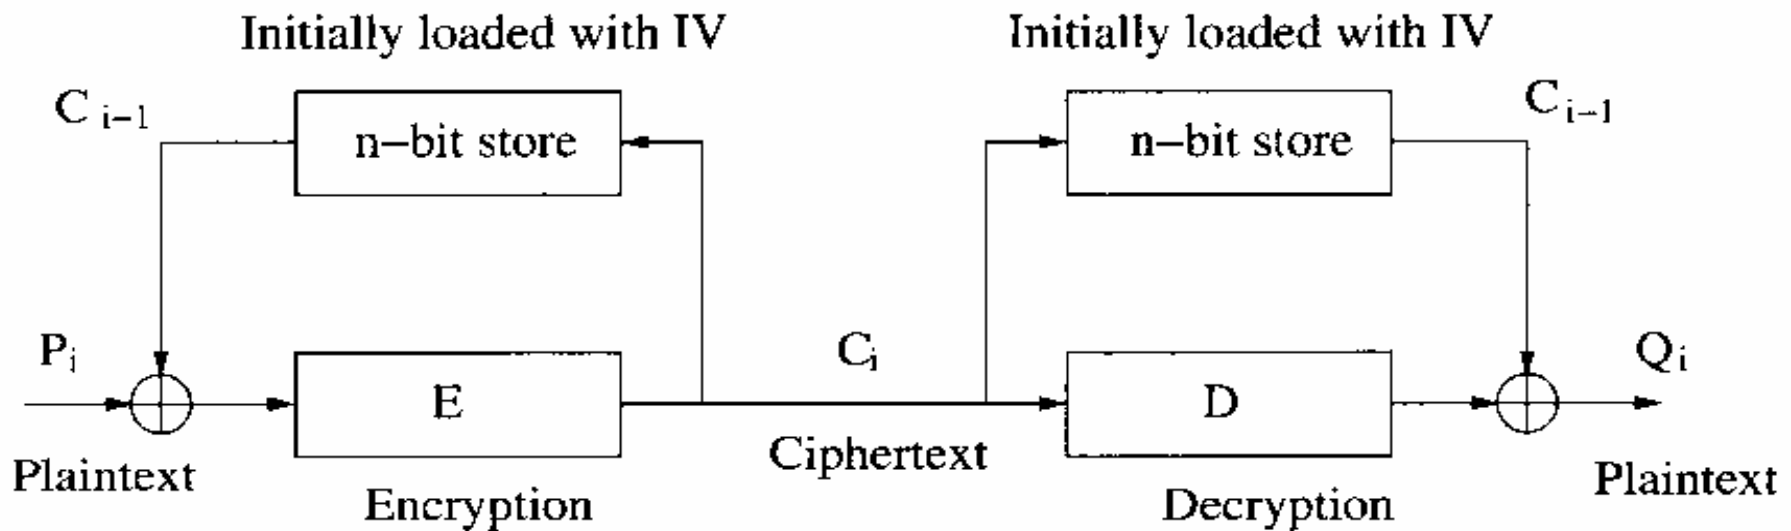 Initially loaded with IV
Initially loaded with IV
C i−1
n−bit store
n−bit store
C i−1
P i
E
C i
D
Q i
Plaintext
Encryption
Ciphertext
Decryption
Plaintext